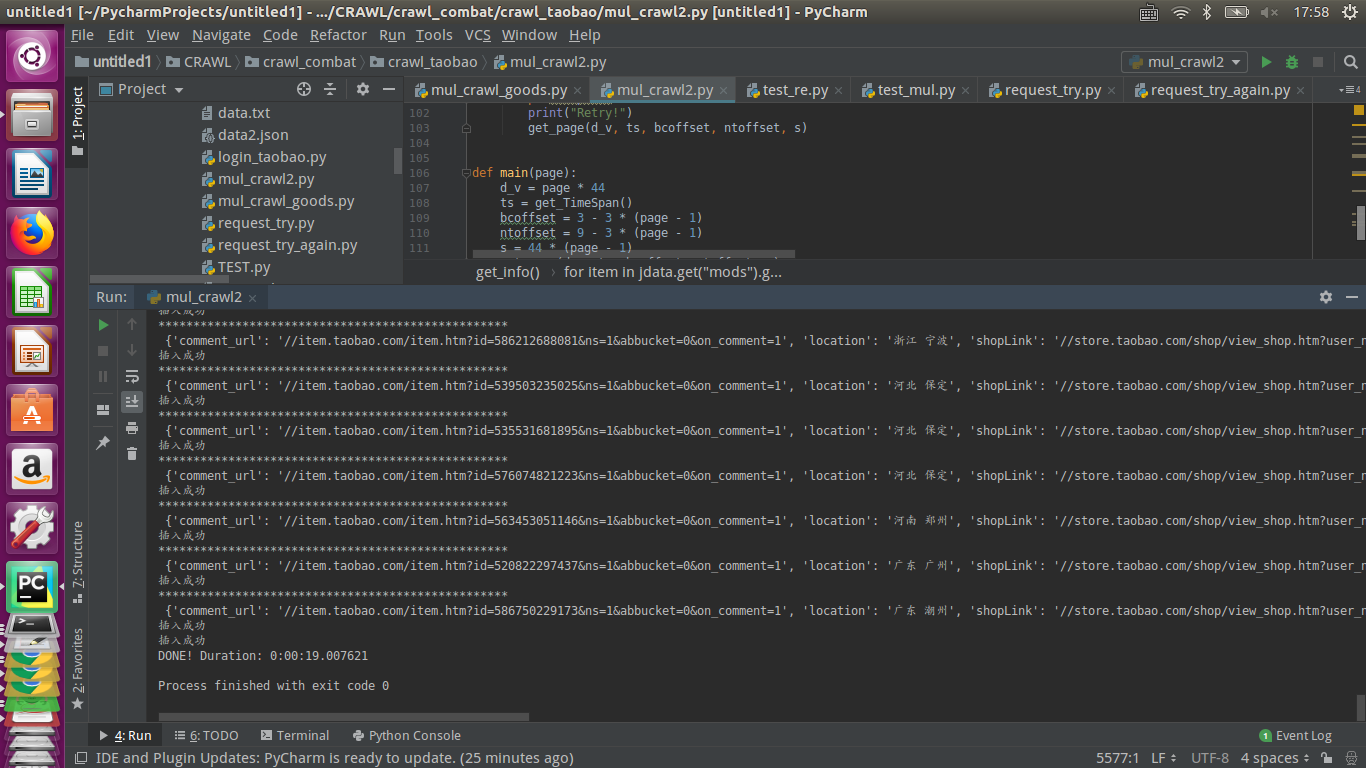 untitled1 [~/PycharmProjects/untitled1] - .../CRAWL/crawl_combat/crawl_taobao/mul_crawl2.py [untitled1] - PyCharm
17:58
File Edit View Navigate Code Refactor Run Tools VCS Window Help
untitled1 CRAWL crawl_combat crawl_taobao mul_crawl2.py
mul_crawl2
Project
mul_crawl_goods.py mul_crawl2.py test_re.py test_mul.py request_try.py request_try_again.py
1: Project
data.txt
data2.json
login_taobao.py
mul_crawl2.py
mul_crawl_goods.py
request_try.py
request_try_again.py
TEST.py
102 print("Retry!")
103 get_page(d_v, ts, bcoffset, ntoffset, s)
104
105
106 def main(page):
107 d_v = page * 44
108 ts = get_TimeSpan()
109 bcoffset = 3 - 3 * (page - 1)
110 ntoffset = 9 - 3 * (page - 1)
111 s = 44 * (page - 1)
get_info() for item in jdata.get("mods").g...
Run: mul_crawl2
插入成功
**************************************************
{'comment_url': '//item.taobao.com/item.htm?id=586212688081&ns=1&abbucket=0&on_comment=1', 'location': '浙江 宁波', 'shopLink': '//store.taobao.com/shop/view_shop.htm?user_n
插入成功
**************************************************
{'comment_url': '//item.taobao.com/item.htm?id=539503235025&ns=1&abbucket=0&on_comment=1', 'location': '河北 保定', 'shopLink': '//store.taobao.com/shop/view_shop.htm?user_n
插入成功
**************************************************
{'comment_url': '//item.taobao.com/item.htm?id=535531681895&ns=1&abbucket=0&on_comment=1', 'location': '河北 保定', 'shopLink': '//store.taobao.com/shop/view_shop.htm?user_n
插入成功
**************************************************
{'comment_url': '//item.taobao.com/item.htm?id=576074821223&ns=1&abbucket=0&on_comment=1', 'location': '河北 保定', 'shopLink': '//store.taobao.com/shop/view_shop.htm?user_n
插入成功
**************************************************
{'comment_url': '//item.taobao.com/item.htm?id=563453051146&ns=1&abbucket=0&on_comment=1', 'location': '河南 郑州', 'shopLink': '//store.taobao.com/shop/view_shop.htm?user_n
插入成功
**************************************************
{'comment_url': '//item.taobao.com/item.htm?id=520822297437&ns=1&abbucket=0&on_comment=1', 'location': '广东 广州', 'shopLink': '//store.taobao.com/shop/view_shop.htm?user_n
插入成功
**************************************************
{'comment_url': '//item.taobao.com/item.htm?id=586750229173&ns=1&abbucket=0&on_comment=1', 'location': '广东 潮州', 'shopLink': '//store.taobao.com/shop/view_shop.htm?user_n
插入成功
插入成功
DONE! Duration: 0:00:19.007621
Process finished with exit code 0
7: Structure
2: Favorites
4: Run 6: TODO Terminal Python Console 1 Event Log
IDE and Plugin Updates: PyCharm is ready to update. (25 minutes ago) 5577:1 LF UTF-8 4 spaces